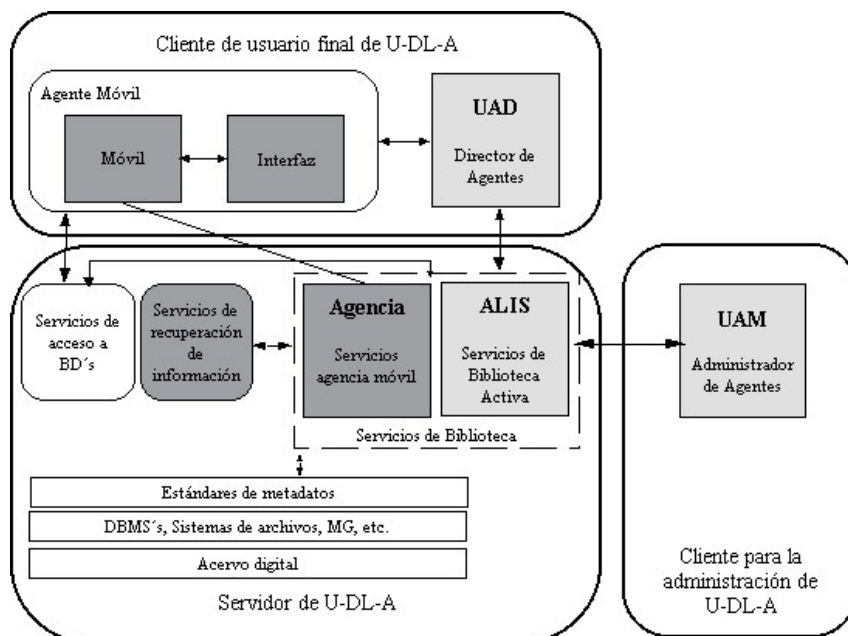 Cliente de usuario final de U-DL-A
Agente Móvil
Móvil
Interfaz
UAD
Director de
Agentes
Servicios de
acceso a
BD´s
Servicios de
recuperación
de
información
Agencia
Servicios
agencia móvil
ALIS
Servicios de
Biblioteca
Activa
Servicios de Biblioteca
UAM
Administrador
de Agentes
Estándares de metadatos
DBMS´s, Sistemas de archivos, MG, etc.
Acervo digital
Servidor de U-DL-A
Cliente para la
administración de
U-DL-A